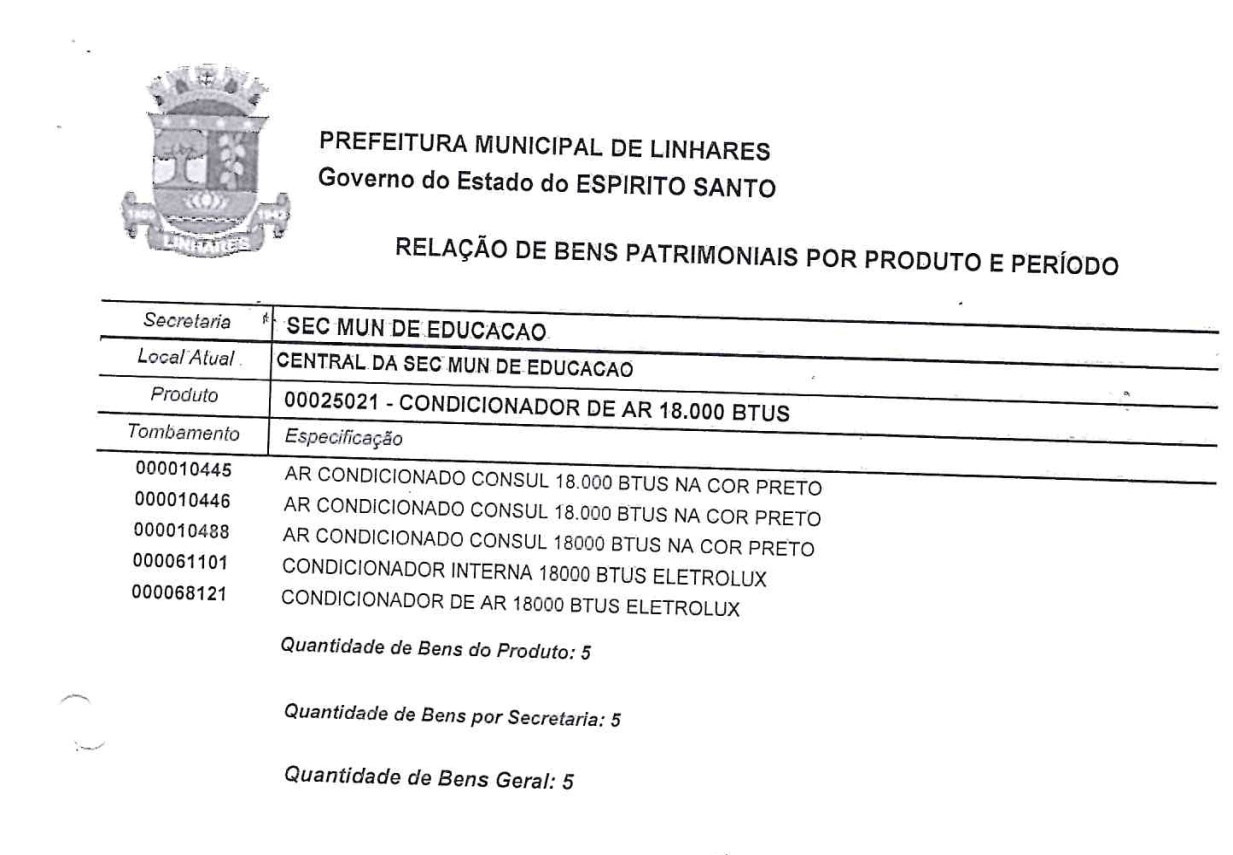 PREFEITURA MUNICIPAL DE LINHARES
Governo do Estado do ESPIRITO SANTO
1800 1943
LINHARES
RELAÇÃO DE BENS PATRIMONIAIS POR PRODUTO E PERÍODO
Secretaria SEC MUN DE EDUCACAO
Local Atual CENTRAL DA SEC MUN DE EDUCACAO
Produto 00025021 - CONDICIONADOR DE AR 18.000 BTUS
Tombamento Especificação
000010445 AR CONDICIONADO CONSUL 18.000 BTUS NA COR PRETO
000010446 AR CONDICIONADO CONSUL 18.000 BTUS NA COR PRETO
000010488 AR CONDICIONADO CONSUL 18000 BTUS NA COR PRETO
000061101 CONDICIONADOR INTERNA 18000 BTUS ELETROLUX
000068121 CONDICIONADOR DE AR 18000 BTUS ELETROLUX
Quantidade de Bens do Produto: 5
Quantidade de Bens por Secretaria: 5
Quantidade de Bens Geral: 5